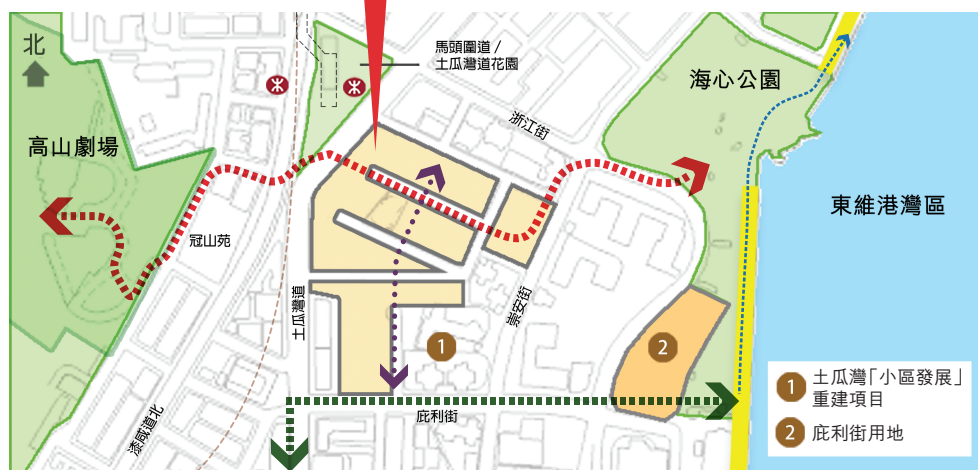 北
馬頭圍道 /
土瓜灣道花園
海心公園
浙江街
高山劇場
東維港灣區
冠山苑
土瓜灣道
崇安街
1
2
庇利街
漆咸道北
1 土瓜灣「小區發展」
重建項目
2 庇利街用地